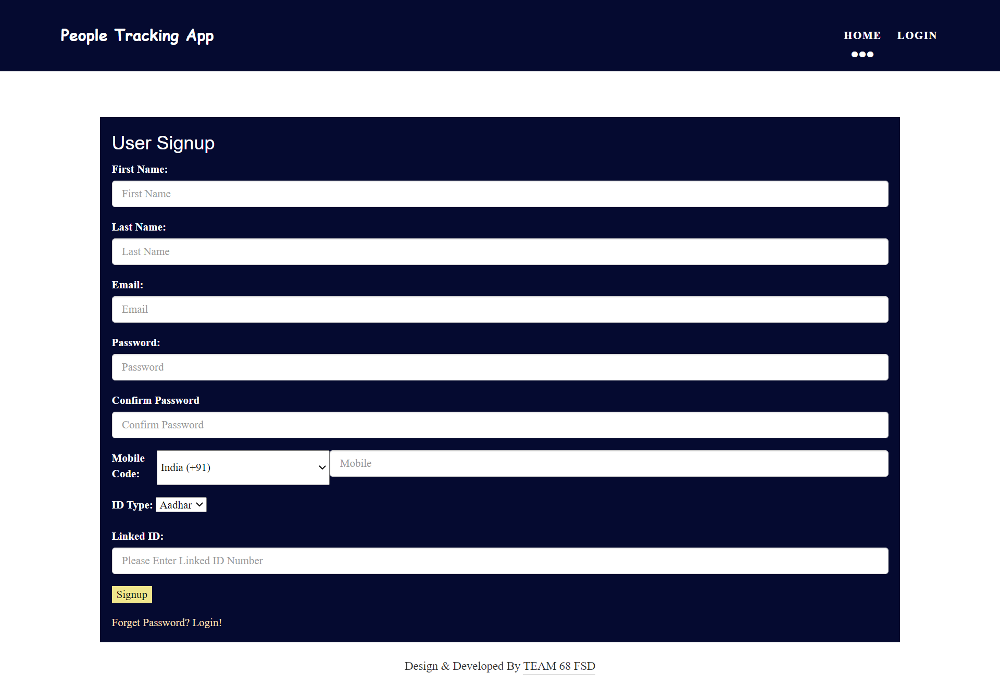 People Tracking App
HOME LOGIN
User Signup
First Name:
First Name
Last Name:
Last Name
Email:
Email
Password:
Password
Confirm Password
Confirm Password
Mobile Code:
India (+91)
Mobile
ID Type: Aadhar
Linked ID:
Please Enter Linked ID Number
Signup
Forget Password? Login!
Design & Developed By TEAM 68 FSD